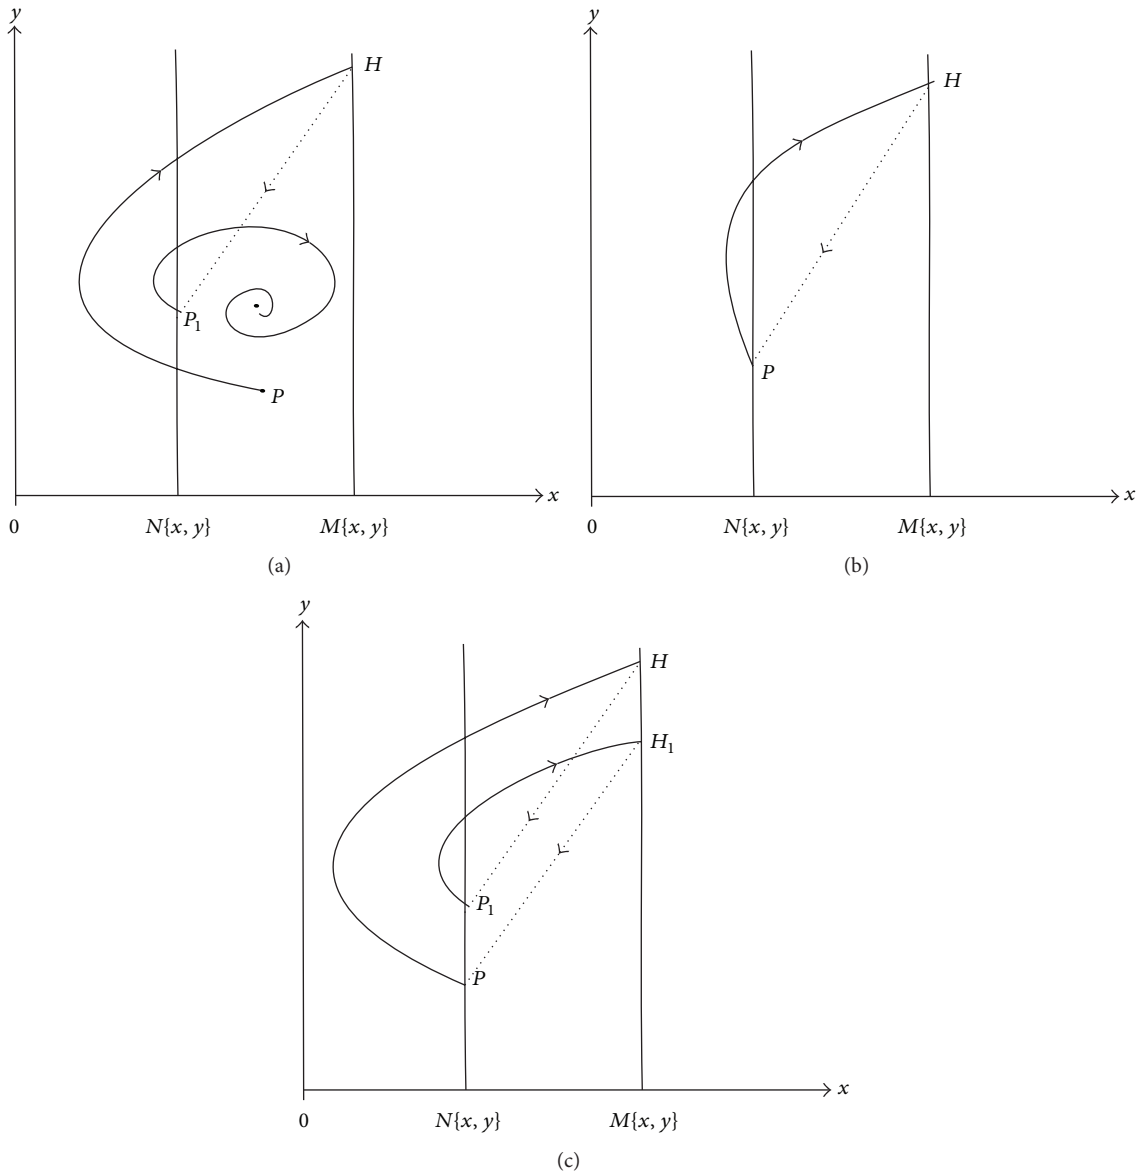 y
H
P1
P
x
0
N{x, y}
M{x, y}
(a)
y
H
P
x
0
N{x, y}
M{x, y}
(b)
y
H
H1
P1
P
x
0
N{x, y}
M{x, y}
(c)